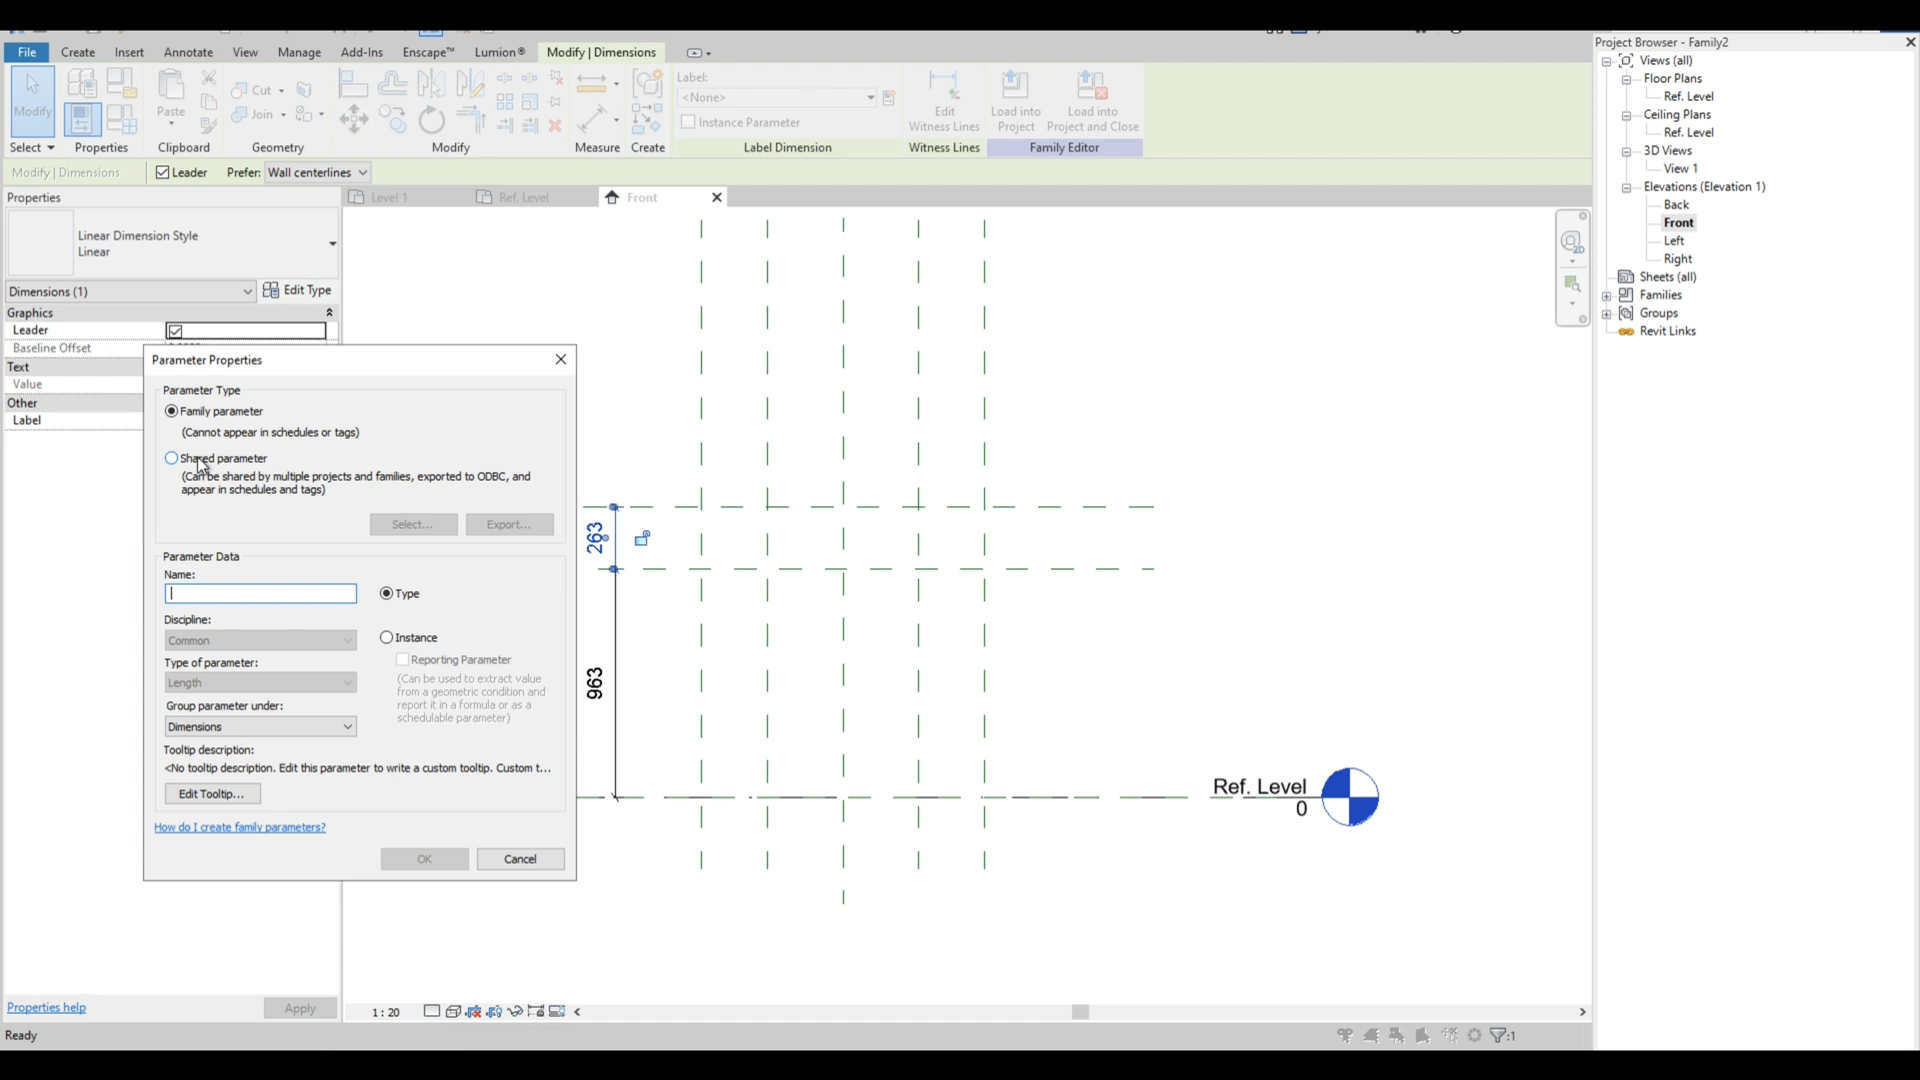 File Create Insert Annotate View Manage Add-Ins Enscape™ Lumion® Modify | Dimensions
Modify
Paste
Cut
Join
Label:
<None>
Instance Parameter
Edit
Witness Lines
Load into
Project
Load into
Project and Close
Select Properties Clipboard Geometry Modify Measure Create Label Dimension Witness Lines Family Editor
Modify | Dimensions Leader Prefer: Wall centerlines
Properties
Level 1 Ref. Level Front
Linear Dimension Style
Linear
Dimensions (1) Edit Type
Graphics
Leader
Baseline Offset
Text
Value
Other
Label
Parameter Properties
Parameter Type
Family parameter
(Cannot appear in schedules or tags)
Shared parameter
(Can be shared by multiple projects and families, exported to ODBC, and
appear in schedules and tags)
Select... Export...
Parameter Data
Name:
Type
Discipline:
Common
Instance
Type of parameter:
Reporting Parameter
Length
(Can be used to extract value
from a geometric condition and
report it in a formula or as a
schedulable parameter)
Group parameter under:
Dimensions
Tooltip description:
<No tooltip description. Edit this parameter to write a custom tooltip. Custom t...
Edit Tooltip...
How do I create family parameters?
OK Cancel
263
963
Ref. Level
0
2D
Project Browser - Family2
Views (all)
Floor Plans
Ref. Level
Ceiling Plans
Ref. Level
3D Views
View 1
Elevations (Elevation 1)
Back
Front
Left
Right
Sheets (all)
Families
Groups
Revit Links
Properties help Apply
1 : 20
Ready
:1